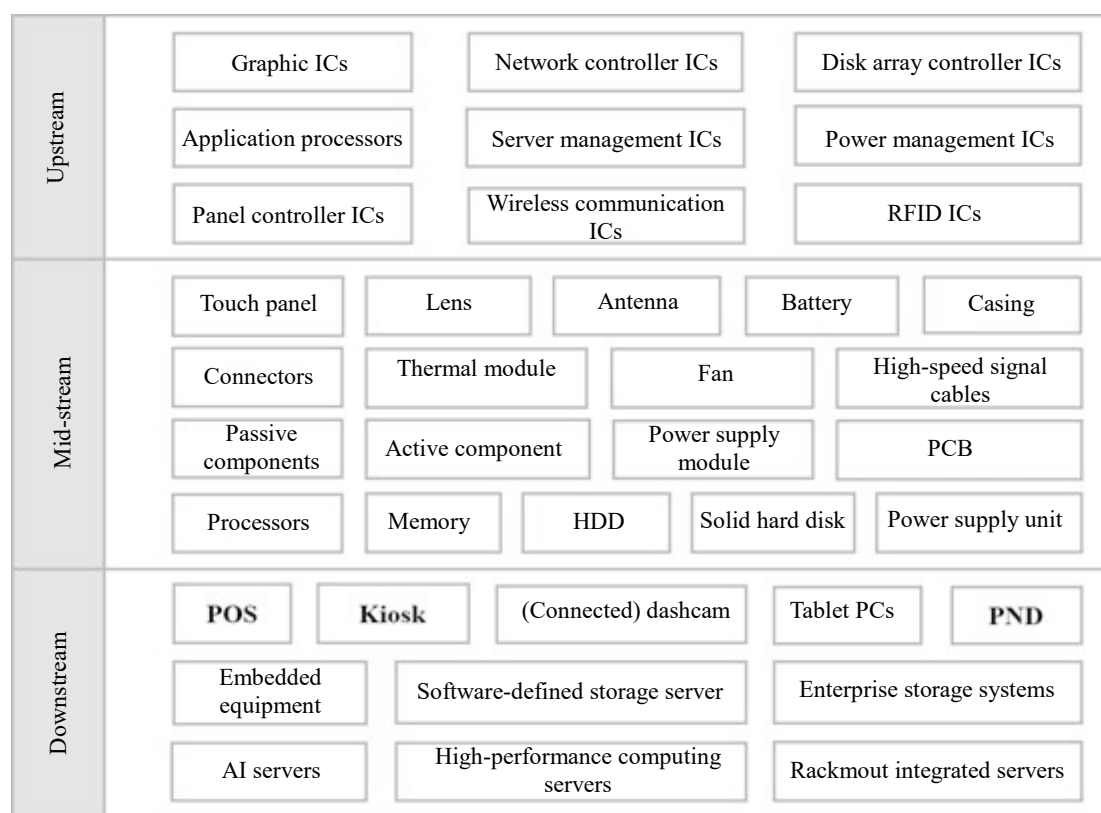 Upstream
Graphic ICs
Network controller ICs
Disk array controller ICs
Application processors
Server management ICs
Power management ICs
Panel controller ICs
Wireless communication
ICs
RFID ICs
Mid-stream
Touch panel
Lens
Antenna
Battery
Casing
Connectors
Thermal module
Fan
High-speed signal
cables
Passive
components
Active component
Power supply
module
PCB
Processors
Memory
HDD
Solid hard disk
Power supply unit
Downstream
POS
Kiosk
(Connected) dashcam
Tablet PCs
PND
Embedded
equipment
Software-defined storage server
Enterprise storage systems
AI servers
High-performance computing
servers
Rackmout integrated servers